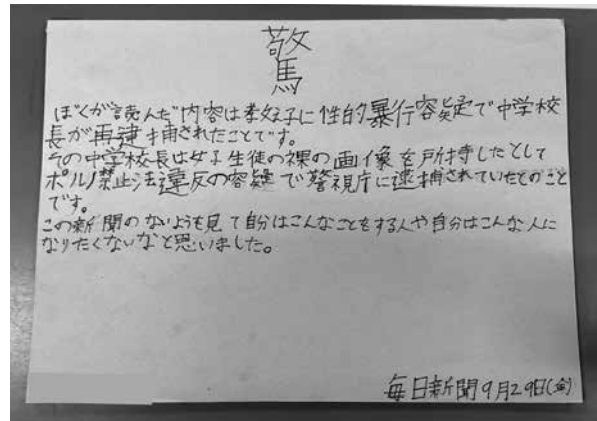 驚
ぼくが読んだ内容は孝女子に性的暴行容疑で中学校
長が再逮捕されたことです。
その中学校長は女子生徒の裸の画像を所持したとして
ポルノ禁止法違反の容疑で警視庁に逮捕されていたとのこと
です。
この新聞のないようを見て自分はこんなことをする人や自分はこんな人に
なりたくないなと思いました。
毎日新聞9月29日(金)